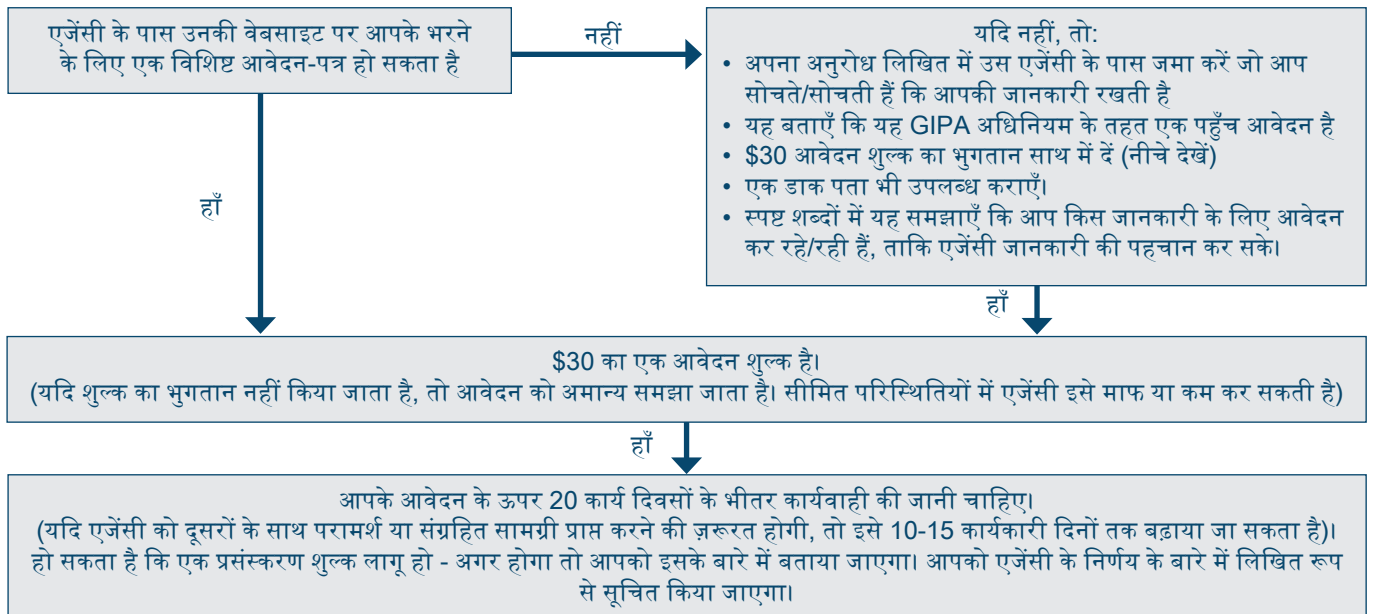 एजेंसी के पास उनकी वेबसाइट पर आपके भरने
के लिए एक विशिष्ट आवेदन-पत्र हो सकता है
नहीं
यदि नहीं, तो:
• अपना अनुरोध लिखित में उस एजेंसी के पास जमा करें जो आप
सोचते/सोचती हैं कि आपकी जानकारी रखती है
• यह बताएँ कि यह GIPA अधिनियम के तहत एक पहुँच आवेदन है
• $30 आवेदन शुल्क का भुगतान साथ में दें (नीचे देखें)
• एक डाक पता भी उपलब्ध कराएँ।
• स्पष्ट शब्दों में यह समझाएँ कि आप किस जानकारी के लिए आवेदन
कर रहे/रही हैं, ताकि एजेंसी जानकारी की पहचान कर सके।
हाँ
हाँ
$30 का एक आवेदन शुल्क है।
(यदि शुल्क का भुगतान नहीं किया जाता है, तो आवेदन को अमान्य समझा जाता है। सीमित परिस्थितियों में एजेंसी इसे माफ या कम कर सकती है)
हाँ
आपके आवेदन के ऊपर 20 कार्य दिवसों के भीतर कार्यवाही की जानी चाहिए।
(यदि एजेंसी को दूसरों के साथ परामर्श या संग्रहित सामग्री प्राप्त करने की ज़रूरत होगी, तो इसे 10-15 कार्यकारी दिनों तक बढ़ाया जा सकता है)।
हो सकता है कि एक प्रसंस्करण शुल्क लागू हो - अगर होगा तो आपको इसके बारे में बताया जाएगा। आपको एजेंसी के निर्णय के बारे में लिखित रूप
से सूचित किया जाएगा।